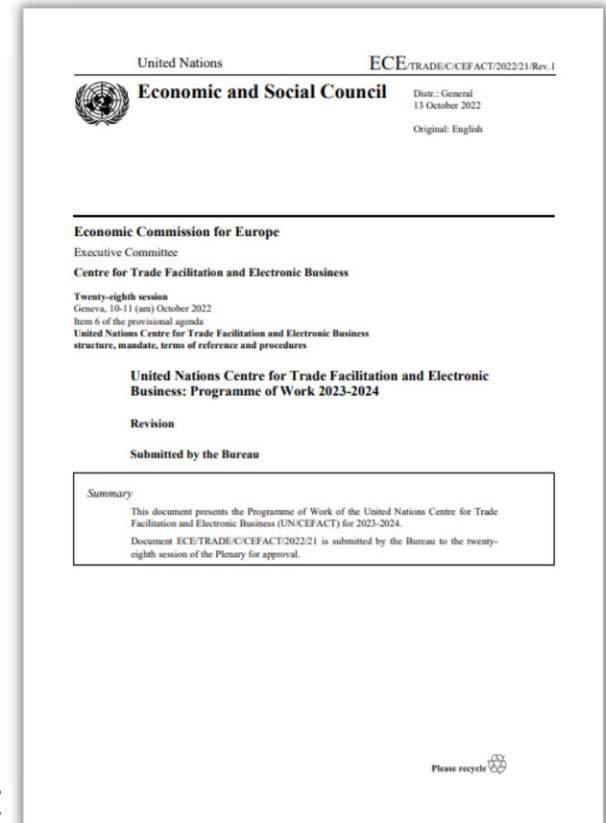 United Nations
ECE/TRADE/C/CEFACT/2022/21/Rev.1
Economic and Social Council
Distr.: General
13 October 2022
Original: English
Economic Commission for Europe
Executive Committee
Centre for Trade Facilitation and Electronic Business
Twenty-eighth session
Geneva, 10-11 (am) October 2022
Item 6 of the provisional agenda
United Nations Centre for Trade Facilitation and Electronic Business
structure, mandate, terms of reference and procedures
United Nations Centre for Trade Facilitation and Electronic
Business: Programme of Work 2023-2024
Revision
Submitted by the Bureau
Summary
This document presents the Programme of Work of the United Nations Centre for Trade
Facilitation and Electronic Business (UN/CEFACT) for 2023-2024.
Document ECE/TRADE/C/CEFACT/2022/21 is submitted by the Bureau to the twenty-
eighth session of the Plenary for approval.
Please recycle